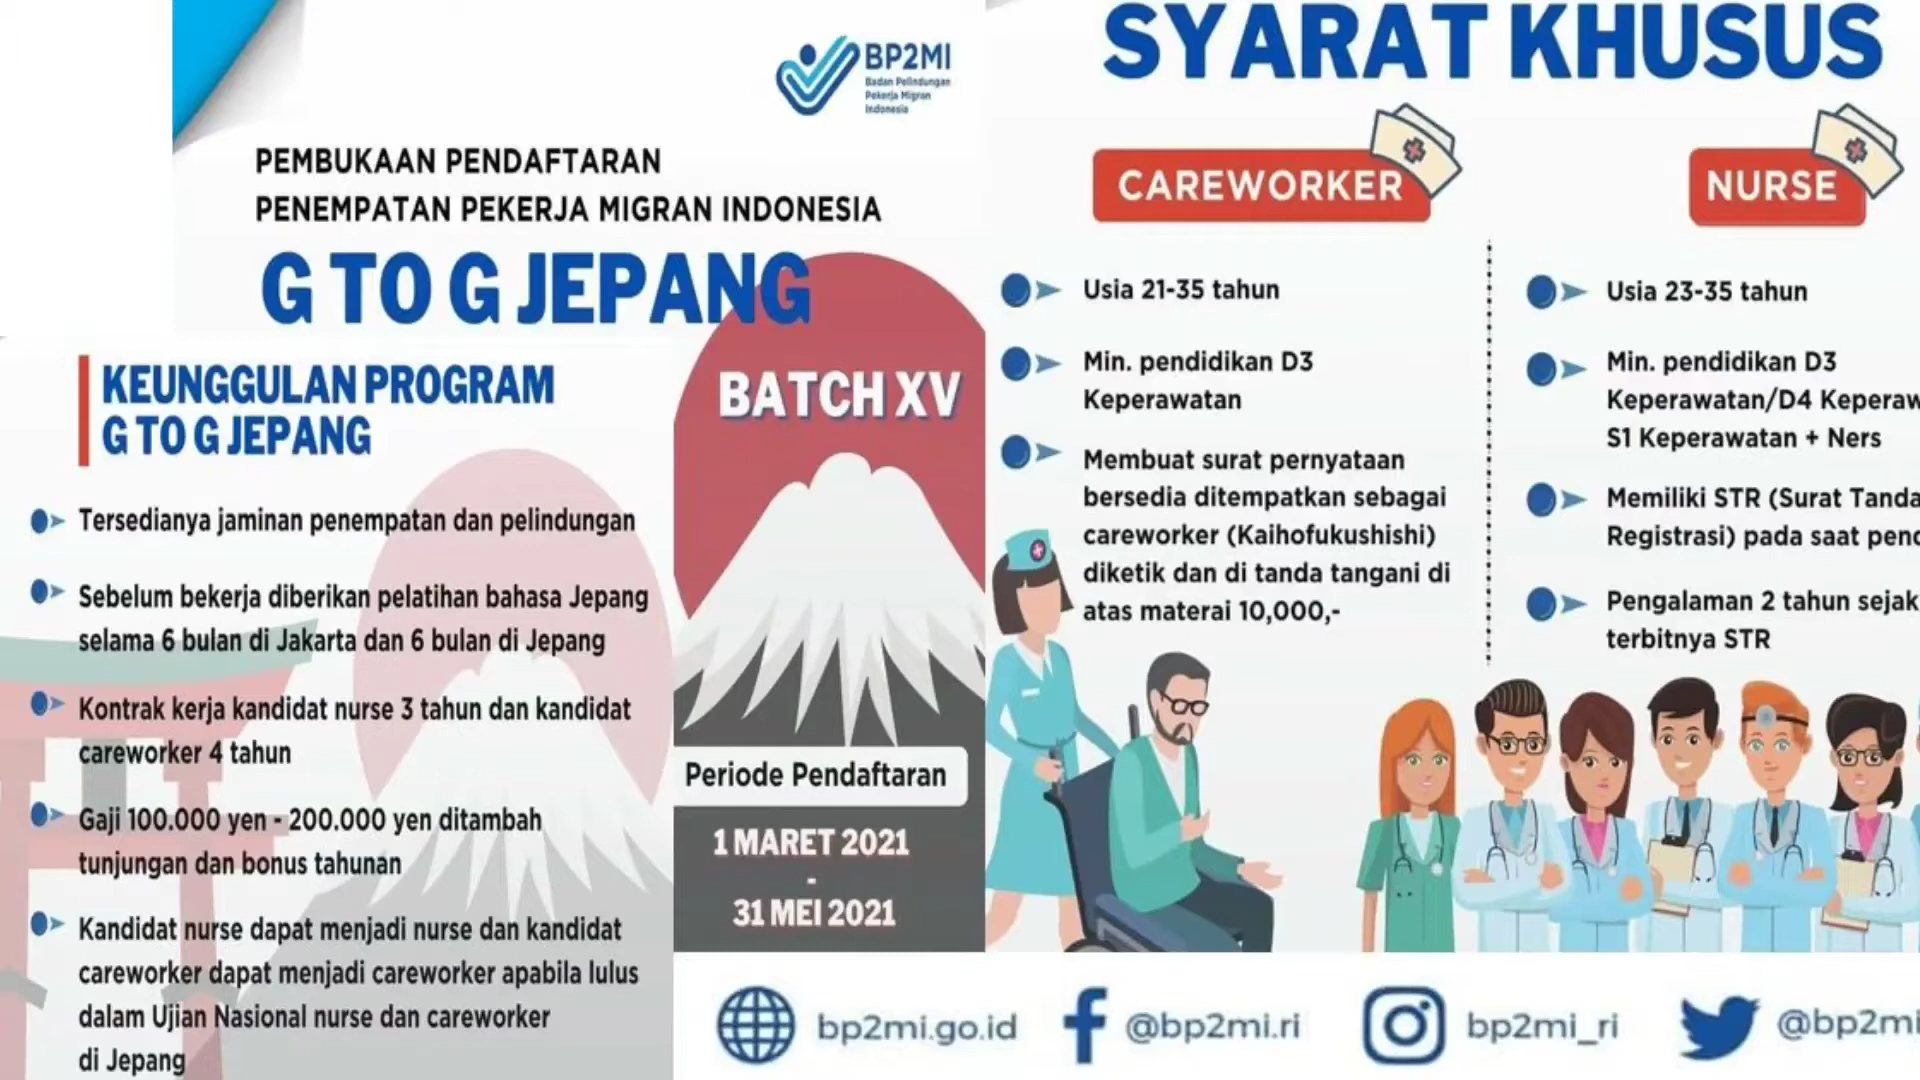 BP2MI
Badan Pelindungan
Pekerja Migran
Indonesia
PEMBUKAAN PENDAFTARAN
PENEMPATAN PEKERJA MIGRAN INDONESIA
G TO G JEPANG
BATCH XV
Periode Pendaftaran
1 MARET 2021
-
31 MEI 2021
KEUNGGULAN PROGRAM
G TO G JEPANG
Tersedianya jaminan penempatan dan pelindungan
Sebelum bekerja diberikan pelatihan bahasa Jepang
selama 6 bulan di Jakarta dan 6 bulan di Jepang
Kontrak kerja kandidat nurse 3 tahun dan kandidat
careworker 4 tahun
Gaji 100.000 yen - 200.000 yen ditambah
tunjungan dan bonus tahunan
Kandidat nurse dapat menjadi nurse dan kandidat
careworker dapat menjadi careworker apabila lulus
dalam Ujian Nasional nurse dan careworker
di Jepang
SYARAT KHUSUS
CAREWORKER
Usia 21-35 tahun
Min. pendidikan D3
Keperawatan
Membuat surat pernyataan
bersedia ditempatkan sebagai
careworker (Kaihofukushishi)
diketik dan di tanda tangani di
atas materai 10,000,-
NURSE
Usia 23-35 tahun
Min. pendidikan D3
Keperawatan/D4 Keperaw
S1 Keperawatan + Ners
Memiliki STR (Surat Tanda
Registrasi) pada saat pend
Pengalaman 2 tahun sejak
terbitnya STR
bp2mi.go.id
@bp2mi.ri
bp2mi_ri
@bp2mi